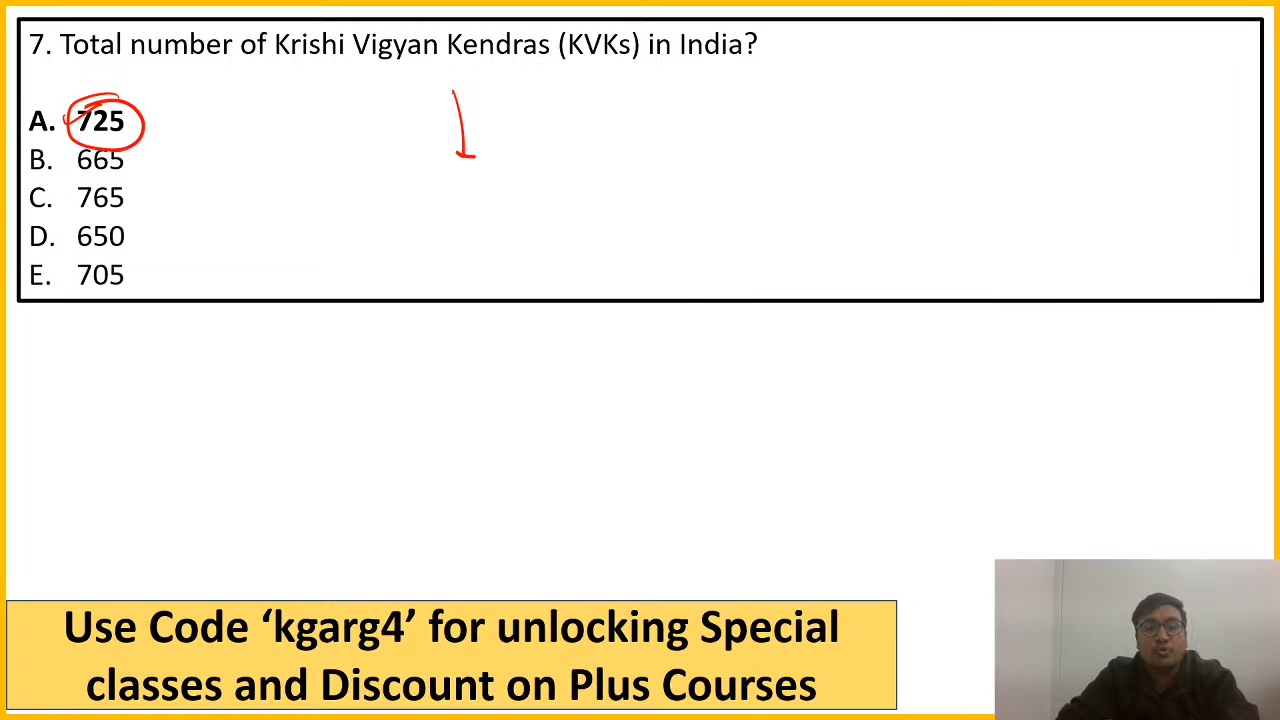 7. Total number of Krishi Vigyan Kendras (KVKs) in India?
A. 725
B. 665
C. 765
D. 650
E. 705
Use Code ‘kgarg4’ for unlocking Special
classes and Discount on Plus Courses